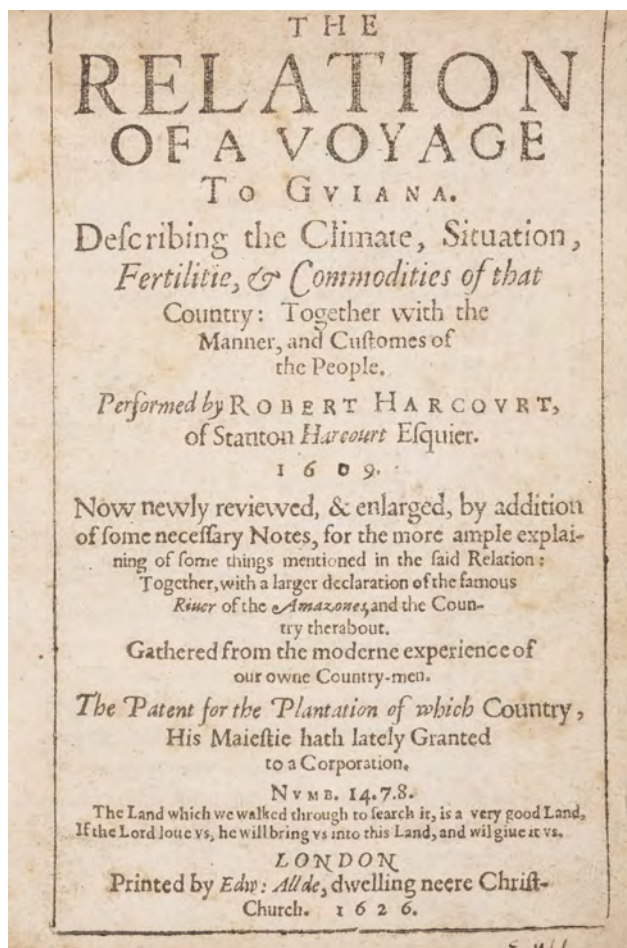 THE
RELATION
OF A VOYAGE
TO GVIANA.
Deſcribing the Climate, Situation,
Fertilitie, & Commodities of that
Country: Together with the
Manner, and Cuſtomes of
the People.
Performed by ROBERT HARCOVRT,
of Stanton Harcourt Eſquier.
1609.
Now newly reviewed, & enlarged, by addition
of ſome neceſſary Notes, for the more ample explai-
ning of ſome things mentioned in the ſaid Relation:
Together, with a larger declaration of the famous
Riuer of the Amazones, and the Coun-
try therabout.
Gathered from the moderne experience of
our owne Country-men.
The Patent for the Plantation of which Country,
His Maieſtie hath lately Granted
to a Corporation.
NVMB. 14.7.8.
The Land which we walked through to ſearch it, is a very good Land,
If the Lord loue vs, he will bring vs into this Land, and wil giue it vs.
LONDON
Printed by Edw: Allde, dwelling neere Chriſt-
Church. 1626.